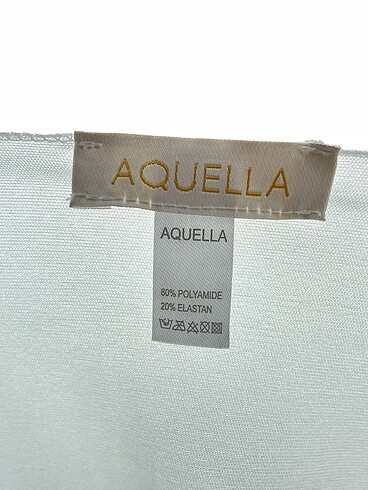 AQUELLA
AQUELLA
80% POLYAMIDE
20% ELASTAN